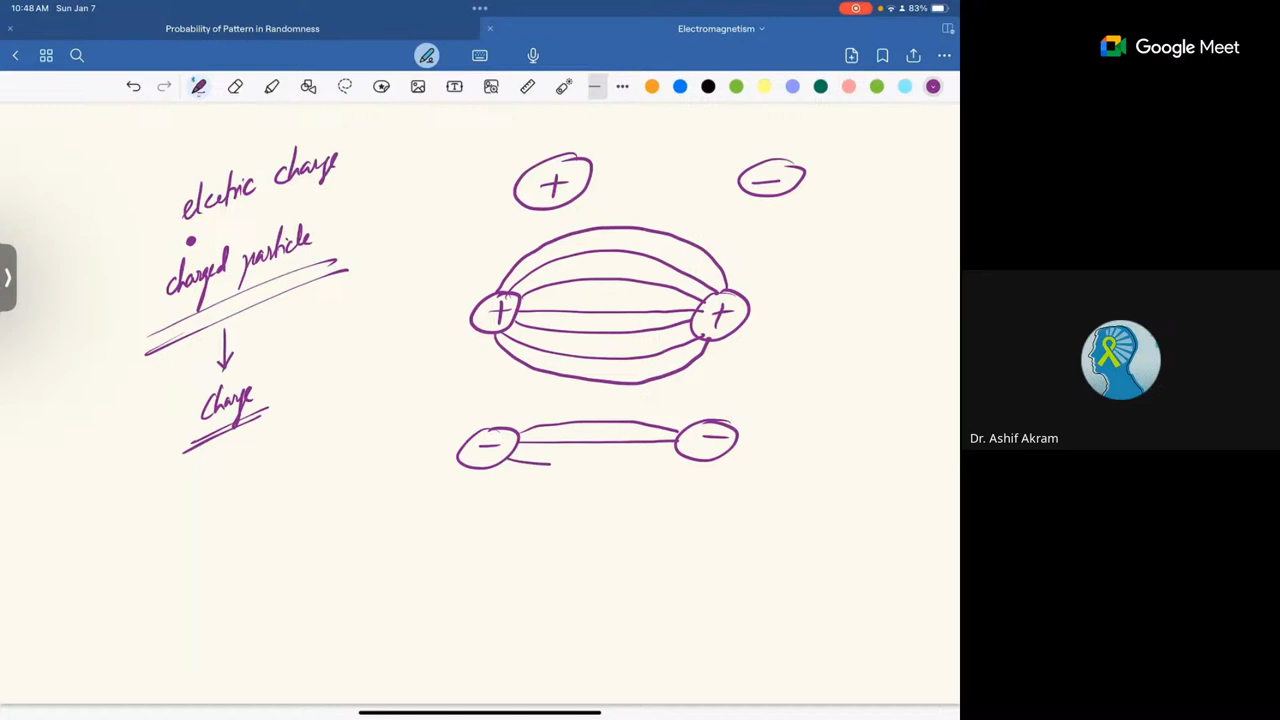 10:48 AM Sun Jan 7
83%
Probability of Pattern in Randomness
Electromagnetism
Google Meet
electric charge
charged particle
charge
+
−
+
+
−
−
Dr. Ashif Akram